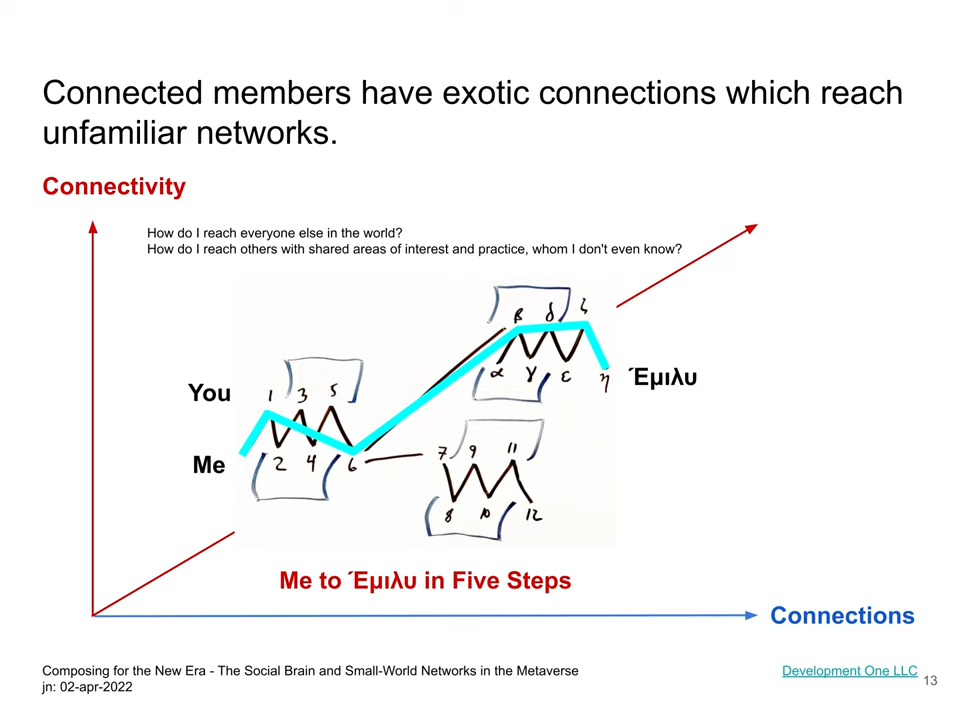 Connected members have exotic connections which reach
unfamiliar networks.
Connectivity
How do I reach everyone else in the world?
How do I reach others with shared areas of interest and practice, whom I don't even know?
β δ ζ
α γ ε η Έμιλυ
You 1 3 5
Me 2 4 6
7 9 11
8 10 12
Me to Έμιλυ in Five Steps
Connections
Composing for the New Era - The Social Brain and Small-World Networks in the Metaverse
jn: 02-apr-2022
Development One LLC
13